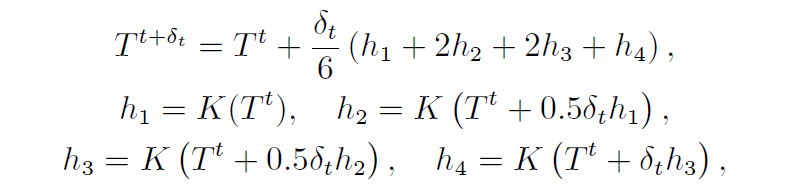 T^{t+δ_t} = T^t + \frac{δ_t}{6} (h_1 + 2h_2 + 2h_3 + h_4) ,
h_1 = K(T^t), h_2 = K (T^t + 0.5δ_t h_1) ,
h_3 = K (T^t + 0.5δ_t h_2) , h_4 = K (T^t + δ_t h_3) ,